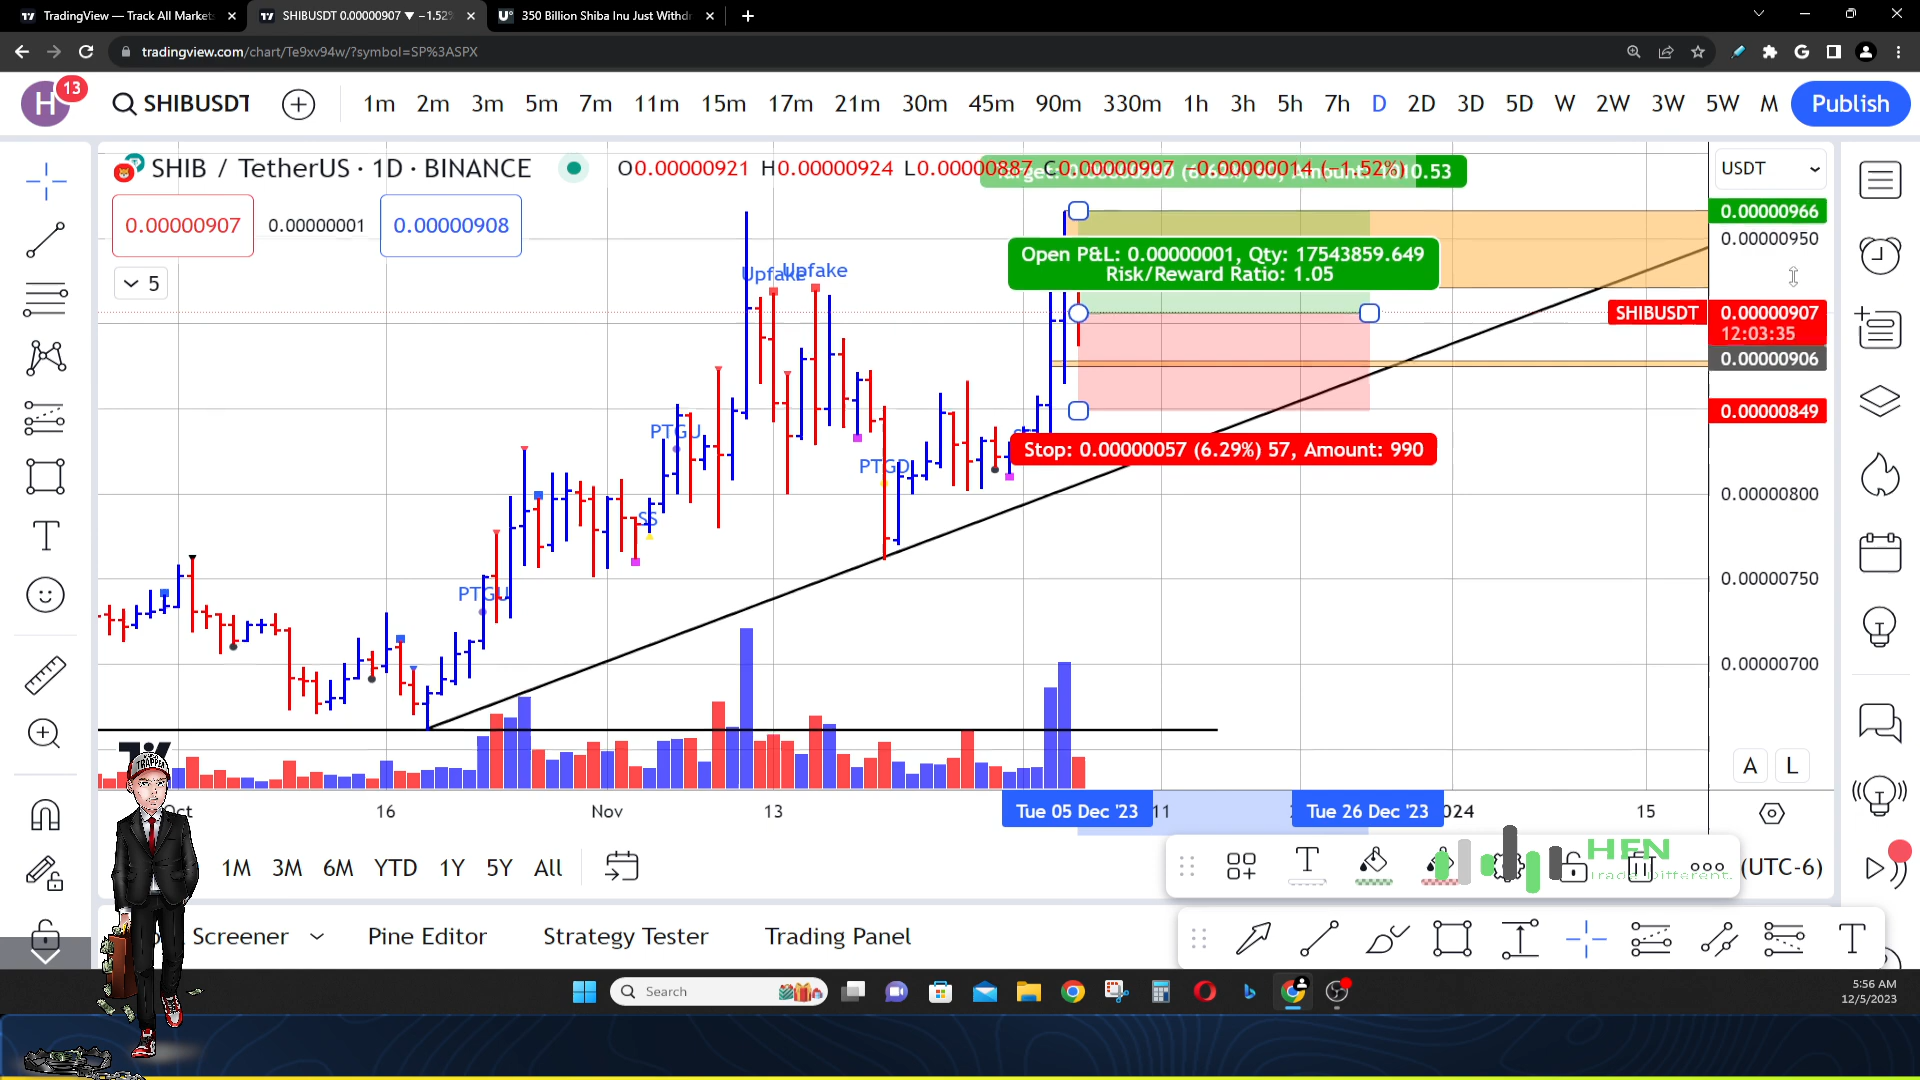 TradingView — Track All Market
SHIBUSDT 0.00000907 ▼ −1.52%
350 Billion Shiba Inu Just Withdr
tradingview.com/chart/Te9xv94w/?symbol=SP%3ASPX
H
13
SHIBUSDT
1m 2m 3m 5m 7m 11m 15m 17m 21m 30m 45m 90m 330m 1h 3h 5h 7h D 2D 3D 5D W 2W 3W 5W M
Publish
SHIB / TetherUS · 1D · BINANCE
O0.00000921 H0.00000924 L0.00000887 C0.00000907 −0.00000014 (−1.52%)
USDT
0.00000907
0.00000001
0.00000908
5
0.00000966
0.00000950
Open P&L: 0.00000001, Qty: 17543859.649
Risk/Reward Ratio: 1.05
Upfake
Upfake
SHIBUSDT
0.00000907
12:03:35
0.00000906
0.00000849
PTGU
PTGD
Stop: 0.00000057 (6.29%) 57, Amount: 990
0.00000800
SS
0.00000750
PTGU
0.00000700
A L
16 Nov 13
Tue 05 Dec '23
11
Tue 26 Dec '23
15
TRAPPER
1M 3M 6M YTD 1Y 5Y All
HEN
Trade Different.
(UTC-6)
Screener
Pine Editor
Strategy Tester
Trading Panel
Search
5:56 AM
12/5/2023